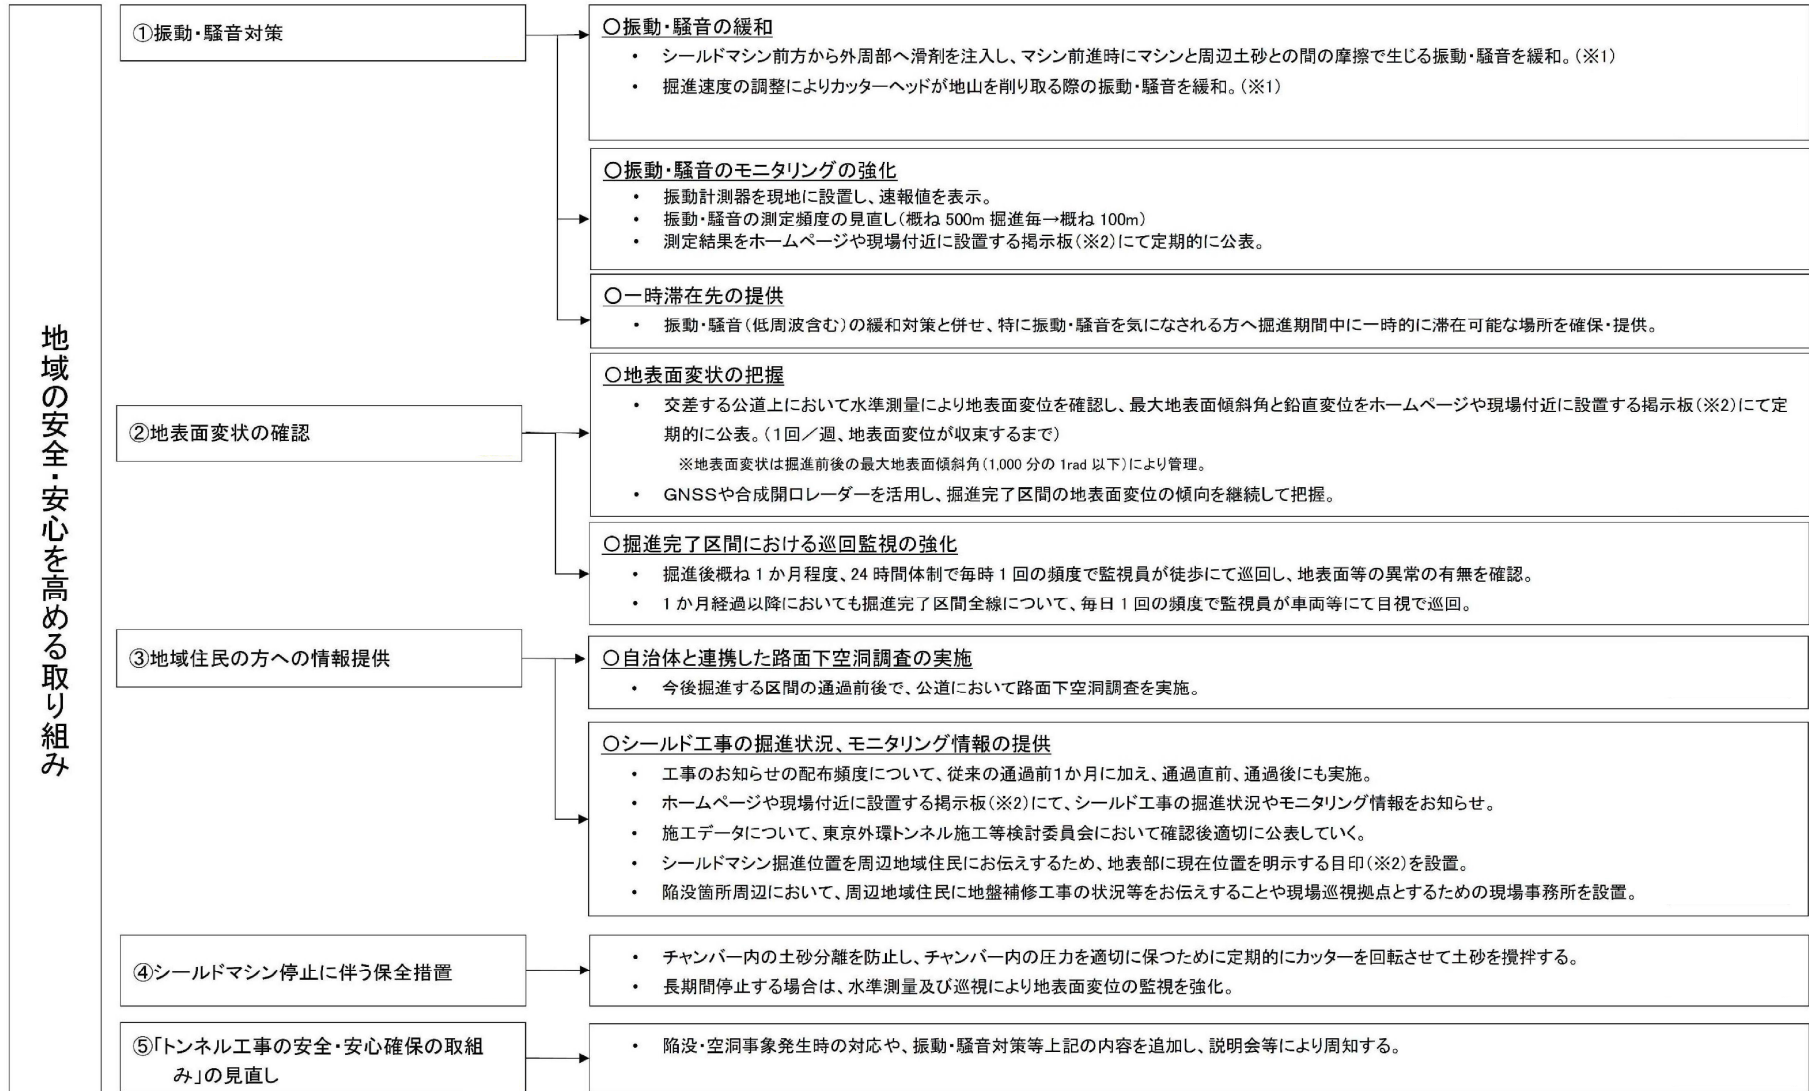 地域の安全・安心を高める取り組み
①振動・騒音対策
〇振動・騒音の緩和
・ シールドマシン前方から外周部へ滑剤を注入し、マシン前進時にマシンと周辺土砂との間の摩擦で生じる振動・騒音を緩和。(※1)
・ 掘進速度の調整によりカッターヘッドが地山を削り取る際の振動・騒音を緩和。(※1)
〇振動・騒音のモニタリングの強化
・ 振動計測器を現地に設置し、速報値を表示。
・ 振動・騒音の測定頻度の見直し(概ね 500m 掘進毎→概ね 100m)
・ 測定結果をホームページや現場付近に設置する掲示板(※2)にて定期的に公表。
〇一時滞在先の提供
・ 振動・騒音(低周波含む)の緩和対策と併せ、特に振動・騒音を気になされる方へ掘進期間中に一時的に滞在可能な場所を確保・提供。
②地表面変状の確認
〇地表面変状の把握
・ 交差する公道上において水準測量により地表面変位を確認し、最大地表面傾斜角と鉛直変位をホームページや現場付近に設置する掲示板(※2)にて定
期的に公表。(1回/週、地表面変位が収束するまで)
※地表面変状は掘進前後の最大地表面傾斜角(1,000 分の 1rad 以下)により管理。
・ GNSSや合成開口レーダーを活用し、掘進完了区間の地表面変位の傾向を継続して把握。
〇掘進完了区間における巡回監視の強化
・ 掘進後概ね 1 か月程度、24 時間体制で毎時 1 回の頻度で監視員が徒歩にて巡回し、地表面等の異常の有無を確認。
・ 1 か月経過以降においても掘進完了区間全線について、毎日 1 回の頻度で監視員が車両等にて目視で巡回。
③地域住民の方への情報提供
〇自治体と連携した路面下空洞調査の実施
・ 今後掘進する区間の通過前後で、公道において路面下空洞調査を実施。
〇シールド工事の掘進状況、モニタリング情報の提供
・ 工事のお知らせの配布頻度について、従来の通過前1か月に加え、通過直前、通過後にも実施。
・ ホームページや現場付近に設置する掲示板(※2)にて、シールド工事の掘進状況やモニタリング情報をお知らせ。
・ 施工データについて、東京外環トンネル施工等検討委員会において確認後適切に公表していく。
・ シールドマシン掘進位置を周辺地域住民にお伝えするため、地表部に現在位置を明示する目印(※2)を設置。
・ 陥没箇所周辺において、周辺地域住民に地盤補修工事の状況等をお伝えすることや現場巡視拠点とするための現場事務所を設置。
④シールドマシン停止に伴う保全措置
・ チャンバー内の土砂分離を防止し、チャンバー内の圧力を適切に保つために定期的にカッターを回転させて土砂を攪拌する。
・ 長期間停止する場合は、水準測量及び巡視により地表面変位の監視を強化。
⑤「トンネル工事の安全・安心確保の取組
み」の見直し
・ 陥没・空洞事象発生時の対応や、振動・騒音対策等上記の内容を追加し、説明会等により周知する。